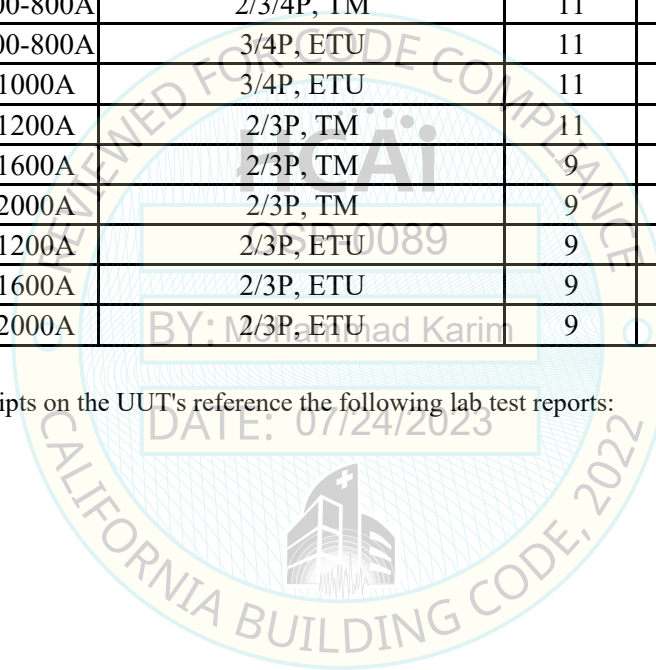 00-800A 2/3/4P, TM 11
00-800A 3/4P, ETU 11
1000A 3/4P, ETU 11
1200A 2/3P, TM 11
1600A 2/3P, TM 9
2000A 2/3P, TM 9
1200A 2/3P, ETU 9
1600A 2/3P, ETU 9
2000A 2/3P, ETU 9
ipts on the UUT's reference the following lab test reports:
REVIEWED FOR CODE COMPLIANCE
HCAi
OSP-0089
BY: Mohammad Karim
DATE: 07/24/2023
CALIFORNIA BUILDING CODE, 2022